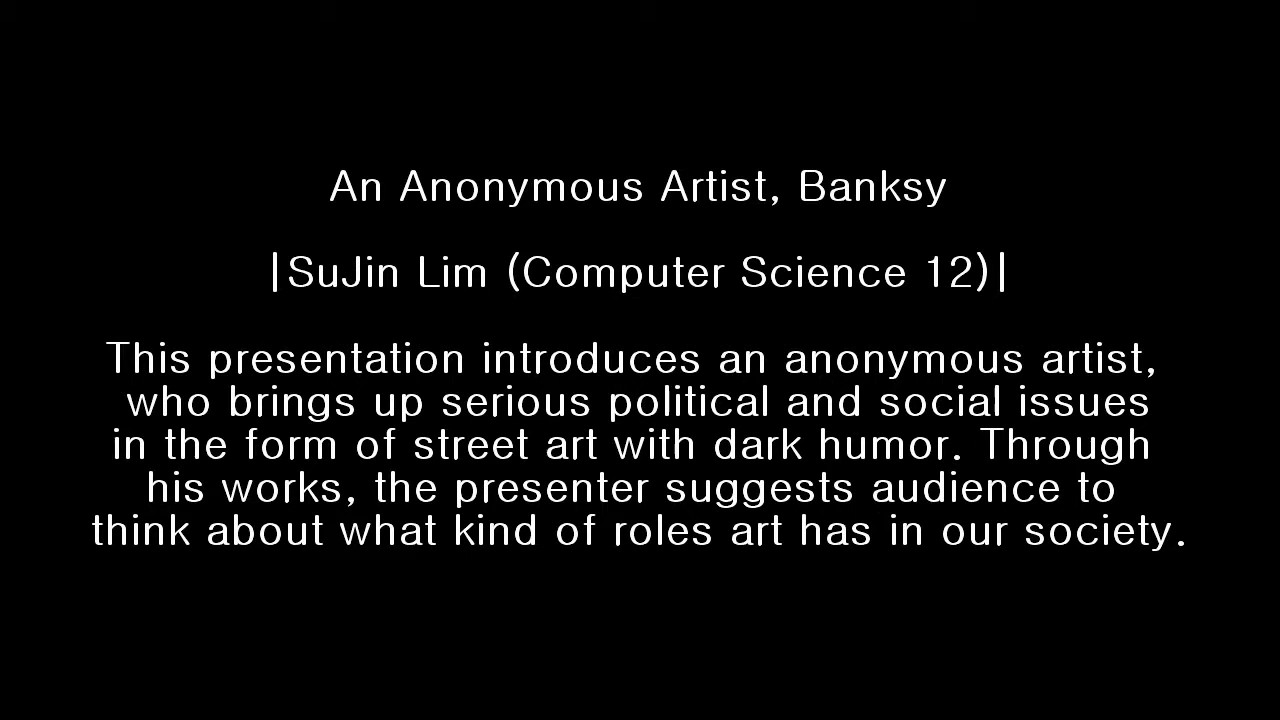 An Anonymous Artist, Banksy
|SuJin Lim (Computer Science 12)|
This presentation introduces an anonymous artist,
who brings up serious political and social issues
in the form of street art with dark humor. Through
his works, the presenter suggests audience to
think about what kind of roles art has in our society.